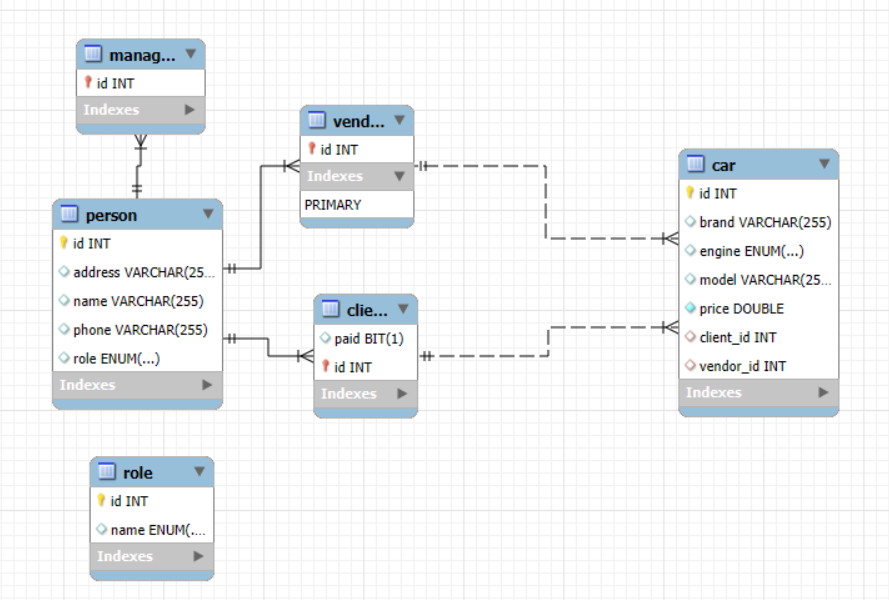 manag...
id INT
Indexes
person
id INT
address VARCHAR(25...
name VARCHAR(255)
phone VARCHAR(255)
role ENUM(...)
Indexes
role
id INT
name ENUM(....
Indexes
vend...
id INT
Indexes
PRIMARY
clie...
paid BIT(1)
id INT
Indexes
car
id INT
brand VARCHAR(255)
engine ENUM(...)
model VARCHAR(25...
price DOUBLE
client_id INT
vendor_id INT
Indexes